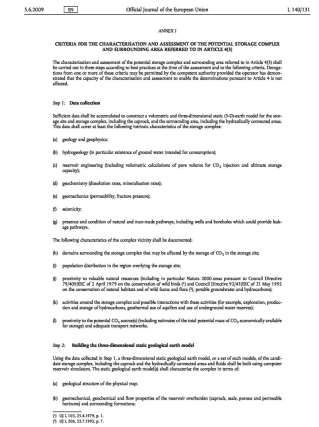 5.6.2009
EN
Official Journal of the European Union
L 140/131
ANNEX I
CRITERIA FOR THE CHARACTERISATION AND ASSESSMENT OF THE POTENTIAL STORAGE COMPLEX
AND SURROUNDING AREA REFERRED TO IN ARTICLE 4(3)
The characterisation and assessment of the potential storage complex and surrounding area referred to in Article 4(3) shall
be carried out in three steps according to best practices at the time of the assessment and to the following criteria. Deroga-
tions from one or more of these criteria may be permitted by the competent authority provided the operator has demon-
strated that the capacity of the characterisation and assessment to enable the determinations pursuant to Article 4 is not
affected.
Step 1: Data collection
Sufficient data shall be accumulated to construct a volumetric and three-dimensional static (3-D)-earth model for the stor-
age site and storage complex, including the caprock, and the surrounding area, including the hydraulically connected areas.
This data shall cover at least the following intrinsic characteristics of the storage complex:
(a) geology and geophysics;
(b) hydrogeology (in particular existence of ground water intended for consumption);
(c) reservoir engineering (including volumetric calculations of pore volume for CO2 injection and ultimate storage
capacity);
(d) geochemistry (dissolution rates, mineralisation rates);
(e) geomechanics (permeability, fracture pressure);
(f) seismicity;
(g) presence and condition of natural and man-made pathways, including wells and boreholes which could provide leak-
age pathways.
The following characteristics of the complex vicinity shall be documented:
(h) domains surrounding the storage complex that may be affected by the storage of CO2 in the storage site;
(i) population distribution in the region overlying the storage site;
(j) proximity to valuable natural resources (including in particular Natura 2000 areas pursuant to Council Directive
79/409/EEC of 2 April 1979 on the conservation of wild birds (1) and Council Directive 92/43/EEC of 21 May 1992
on the conservation of natural habitats and of wild fauna and flora (2), potable groundwater and hydrocarbons);
(k) activities around the storage complex and possible interactions with these activities (for example, exploration, produc-
tion and storage of hydrocarbons, geothermal use of aquifers and use of underground water reserves);
(l) proximity to the potential CO2 source(s) (including estimates of the total potential mass of CO2 economically available
for storage) and adequate transport networks.
Step 2: Building the three-dimensional static geological earth model
Using the data collected in Step 1, a three-dimensional static geological earth model, or a set of such models, of the candi-
date storage complex, including the caprock and the hydraulically connected areas and fluids shall be built using computer
reservoir simulators. The static geological earth model(s) shall characterise the complex in terms of:
(a) geological structure of the physical trap;
(b) geomechanical, geochemical and flow properties of the reservoir overburden (caprock, seals, porous and permeable
horizons) and surrounding formations;
(1) OJ L 103, 25.4.1979, p. 1.
(2) OJ L 206, 22.7.1992, p. 7.